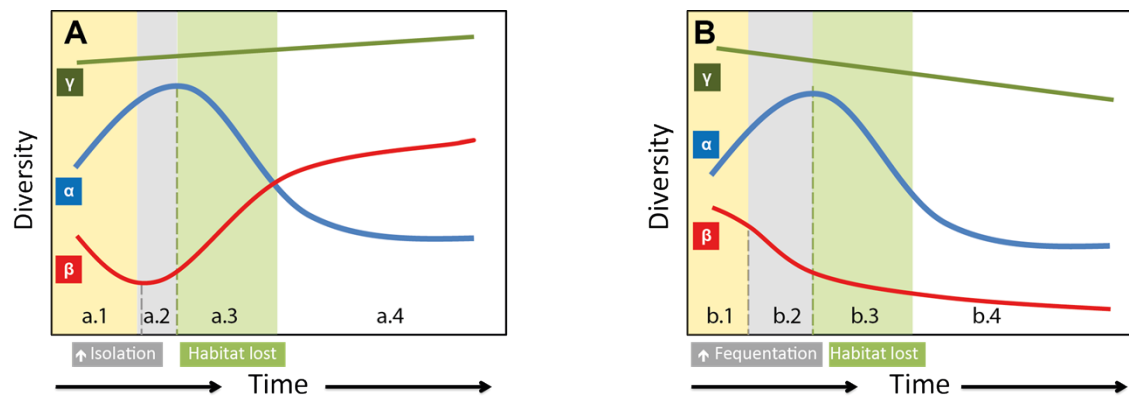 A
γ
α
β
Diversity
a.1 a.2 a.3 a.4
↑ Isolation Habitat lost
Time
B
γ
α
β
Diversity
b.1 b.2 b.3 b.4
↑ Fequentation Habitat lost
Time